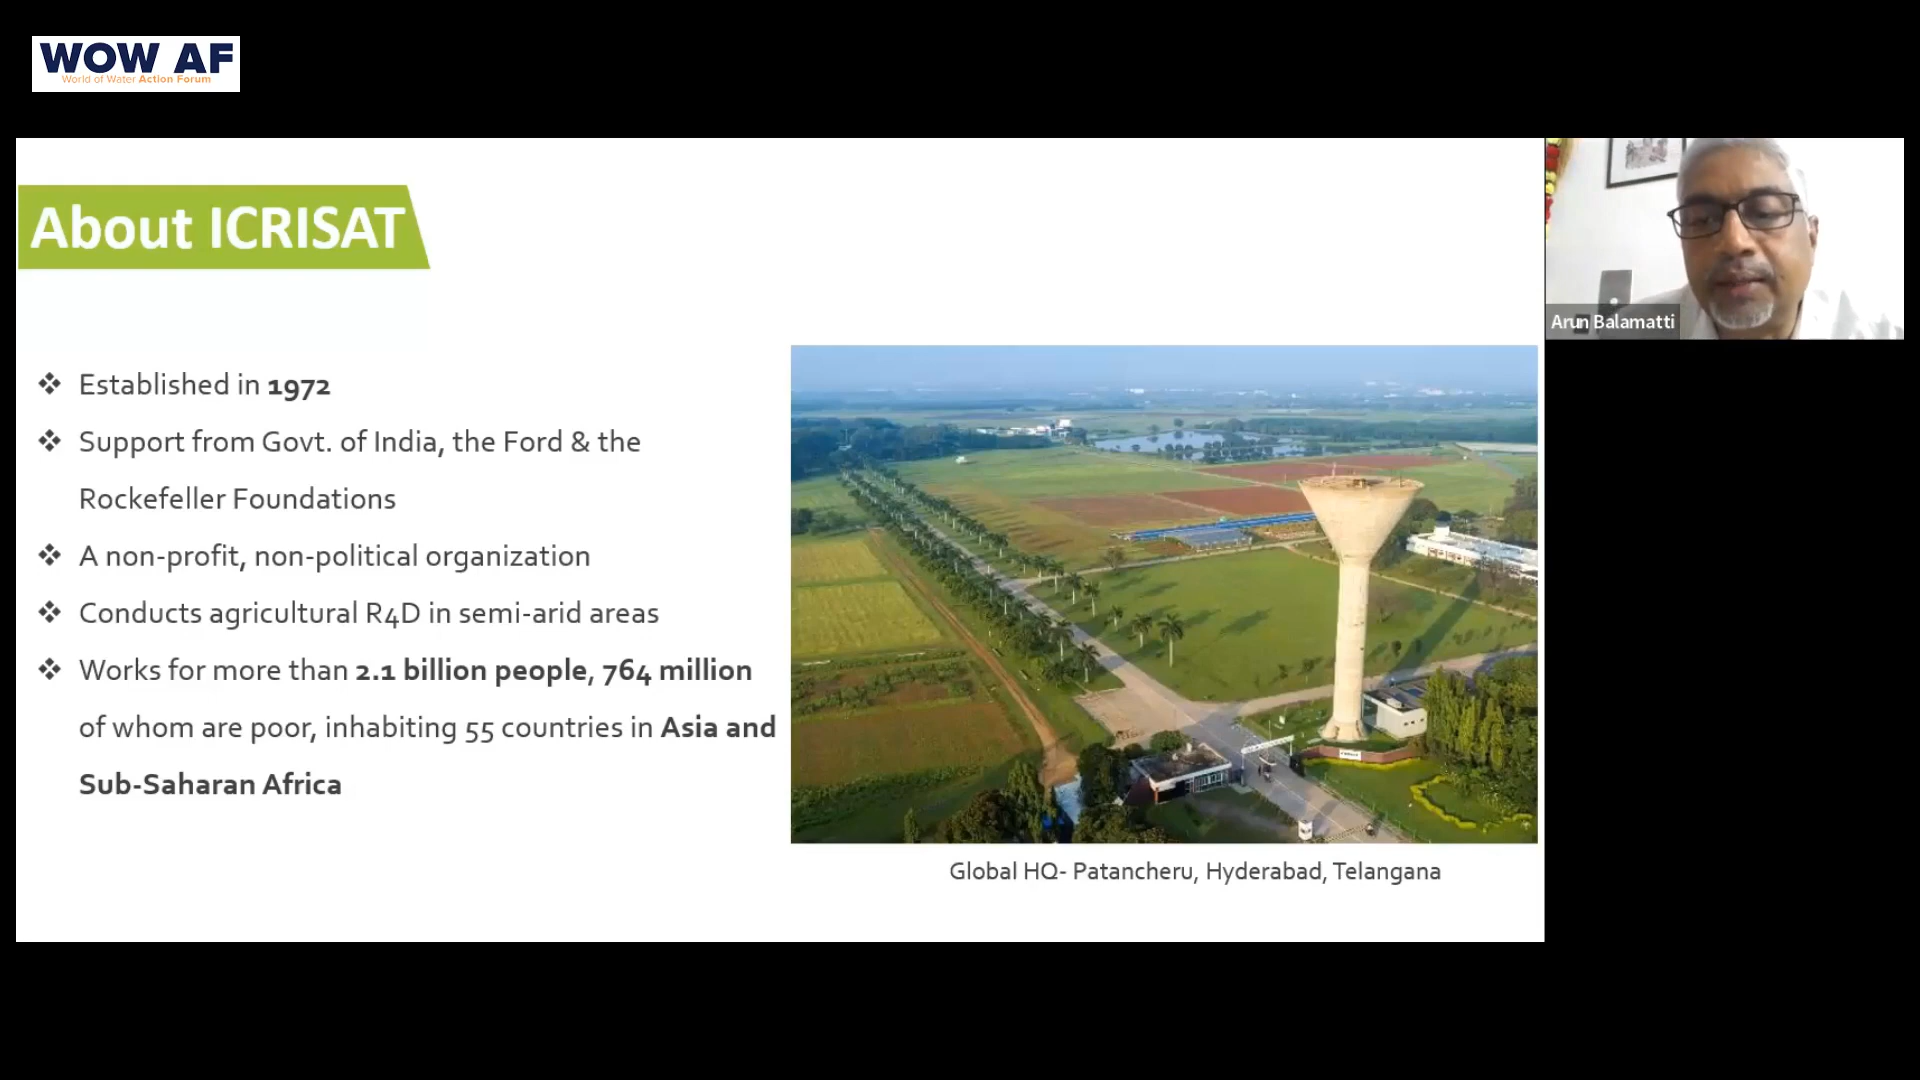 WOW AF
World of Water Action Forum
About ICRISAT
Established in 1972
Support from Govt. of India, the Ford & the
Rockefeller Foundations
A non-profit, non-political organization
Conducts agricultural R4D in semi-arid areas
Works for more than 2.1 billion people, 764 million
of whom are poor, inhabiting 55 countries in Asia and
Sub-Saharan Africa
Global HQ- Patancheru, Hyderabad, Telangana
Arun Balamatti